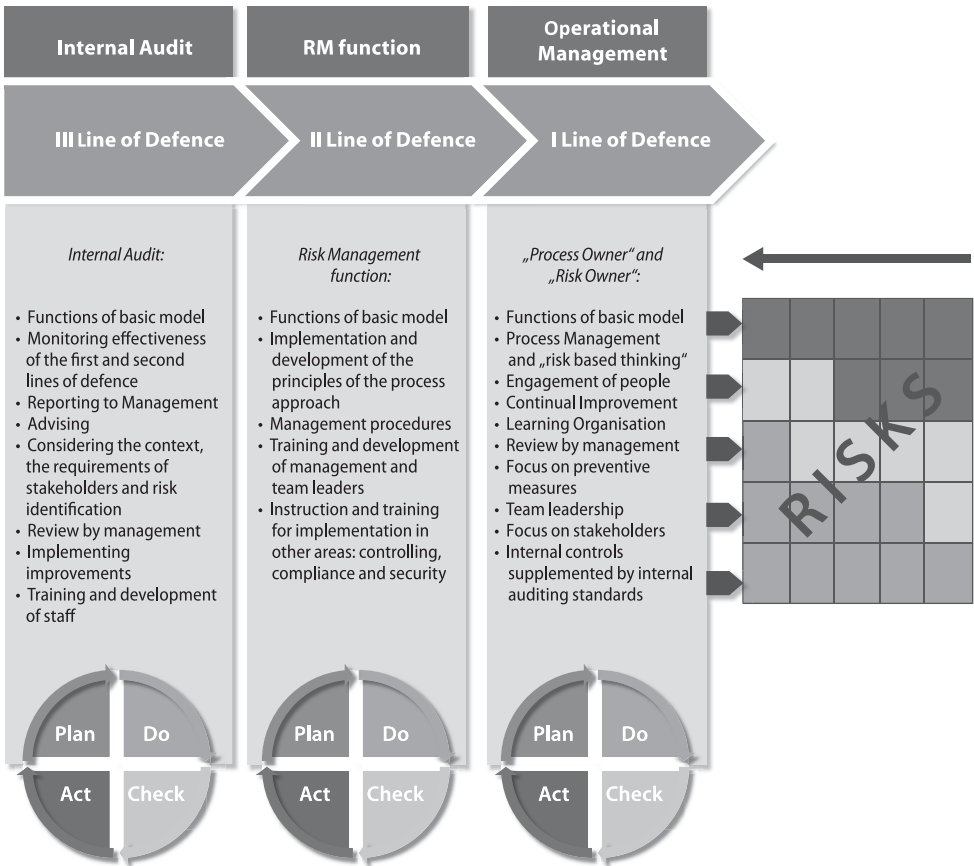 Internal Audit
RM function
Operational
Management
III Line of Defence
II Line of Defence
I Line of Defence
Internal Audit:
• Functions of basic model
• Monitoring effectiveness
of the first and second
lines of defence
• Reporting to Management
• Advising
• Considering the context,
the requirements of
stakeholders and risk
identification
• Review by management
• Implementing
improvements
• Training and development
of staff
Risk Management
function:
• Functions of basic model
• Implementation and
development of the
principles of the process
approach
• Management procedures
• Training and development
of management and
team leaders
• Instruction and training
for implementation in
other areas: controlling,
compliance and security
„Process Owner“ and
„Risk Owner“:
• Functions of basic model
• Process Management
and „risk based thinking“
• Engagement of people
• Continual Improvement
• Learning Organisation
• Review by management
• Focus on preventive
measures
• Team leadership
• Focus on stakeholders
• Internal controls
supplemented by internal
auditing standards
RISKS
Plan Do
Act Check
Plan Do
Act Check
Plan Do
Act Check